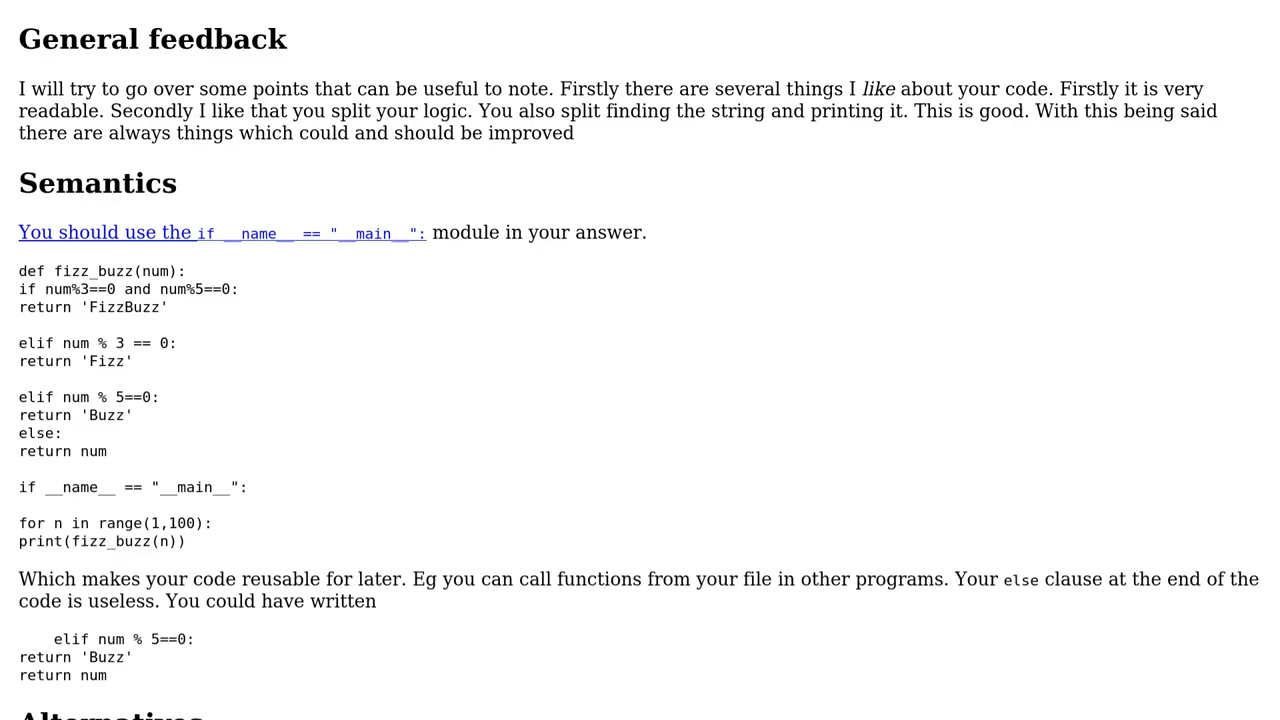 General feedback
I will try to go over some points that can be useful to note. Firstly there are several things I like about your code. Firstly it is very
readable. Secondly I like that you split your logic. You also split finding the string and printing it. This is good. With this being said
there are always things which could and should be improved
Semantics
You should use the if __name__ == "__main__": module in your answer.
def fizz_buzz(num):
if num%3==0 and num%5==0:
return 'FizzBuzz'
elif num % 3 == 0:
return 'Fizz'
elif num % 5==0:
return 'Buzz'
else:
return num
if __name__ == "__main__":
for n in range(1,100):
print(fizz_buzz(n))
Which makes your code reusable for later. Eg you can call functions from your file in other programs. Your else clause at the end of the
code is useless. You could have written
    elif num % 5==0:
return 'Buzz'
return num
Alternatives